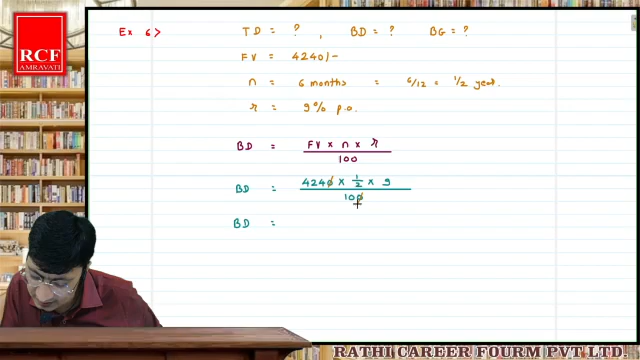 RCF
AMRAVATI
Ex 6>
TD = ? , BD = ? BG = ?
FV = 4240/-
n = 6 months = 6/12 = 1/2 year.
r = 9% p.a.
BD = FV x n x r
100
BD = 4240 x 1/2 x 9
100
BD =
RATHI CAREER FOURM PVT LTD